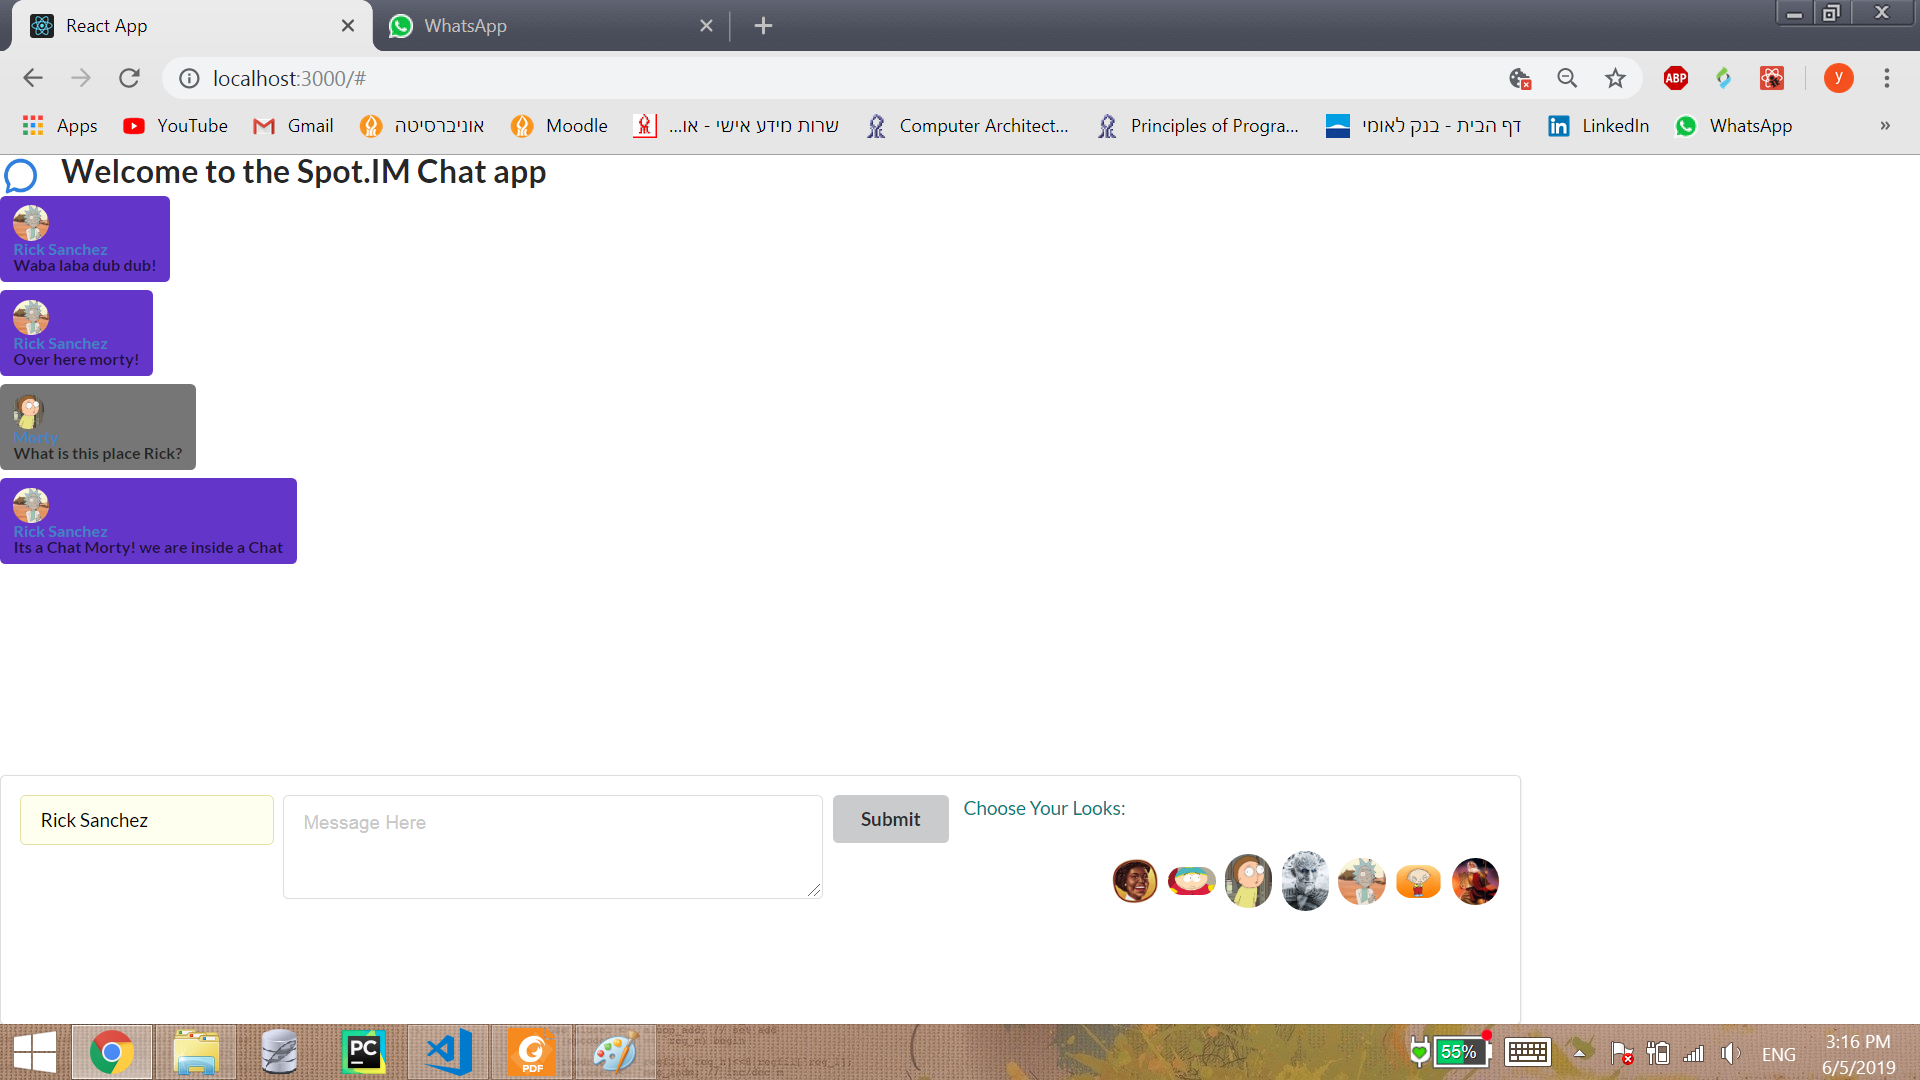 React App
WhatsApp
localhost:3000/#
ABP
y
Apps
YouTube
Gmail
אוניברסיטה
Moodle
שרות מידע אישי - או...
Computer Architect...
Principles of Progra...
דף הבית - בנק לאומי
LinkedIn
WhatsApp
»
Welcome to the Spot.IM Chat app
Rick Sanchez
Waba laba dub dub!
Rick Sanchez
Over here morty!
Morty
What is this place Rick?
Rick Sanchez
Its a Chat Morty! we are inside a Chat
Rick Sanchez
Message Here
Submit
Choose Your Looks:
PC
PDF
55%
ENG
3:16 PM
6/5/2019